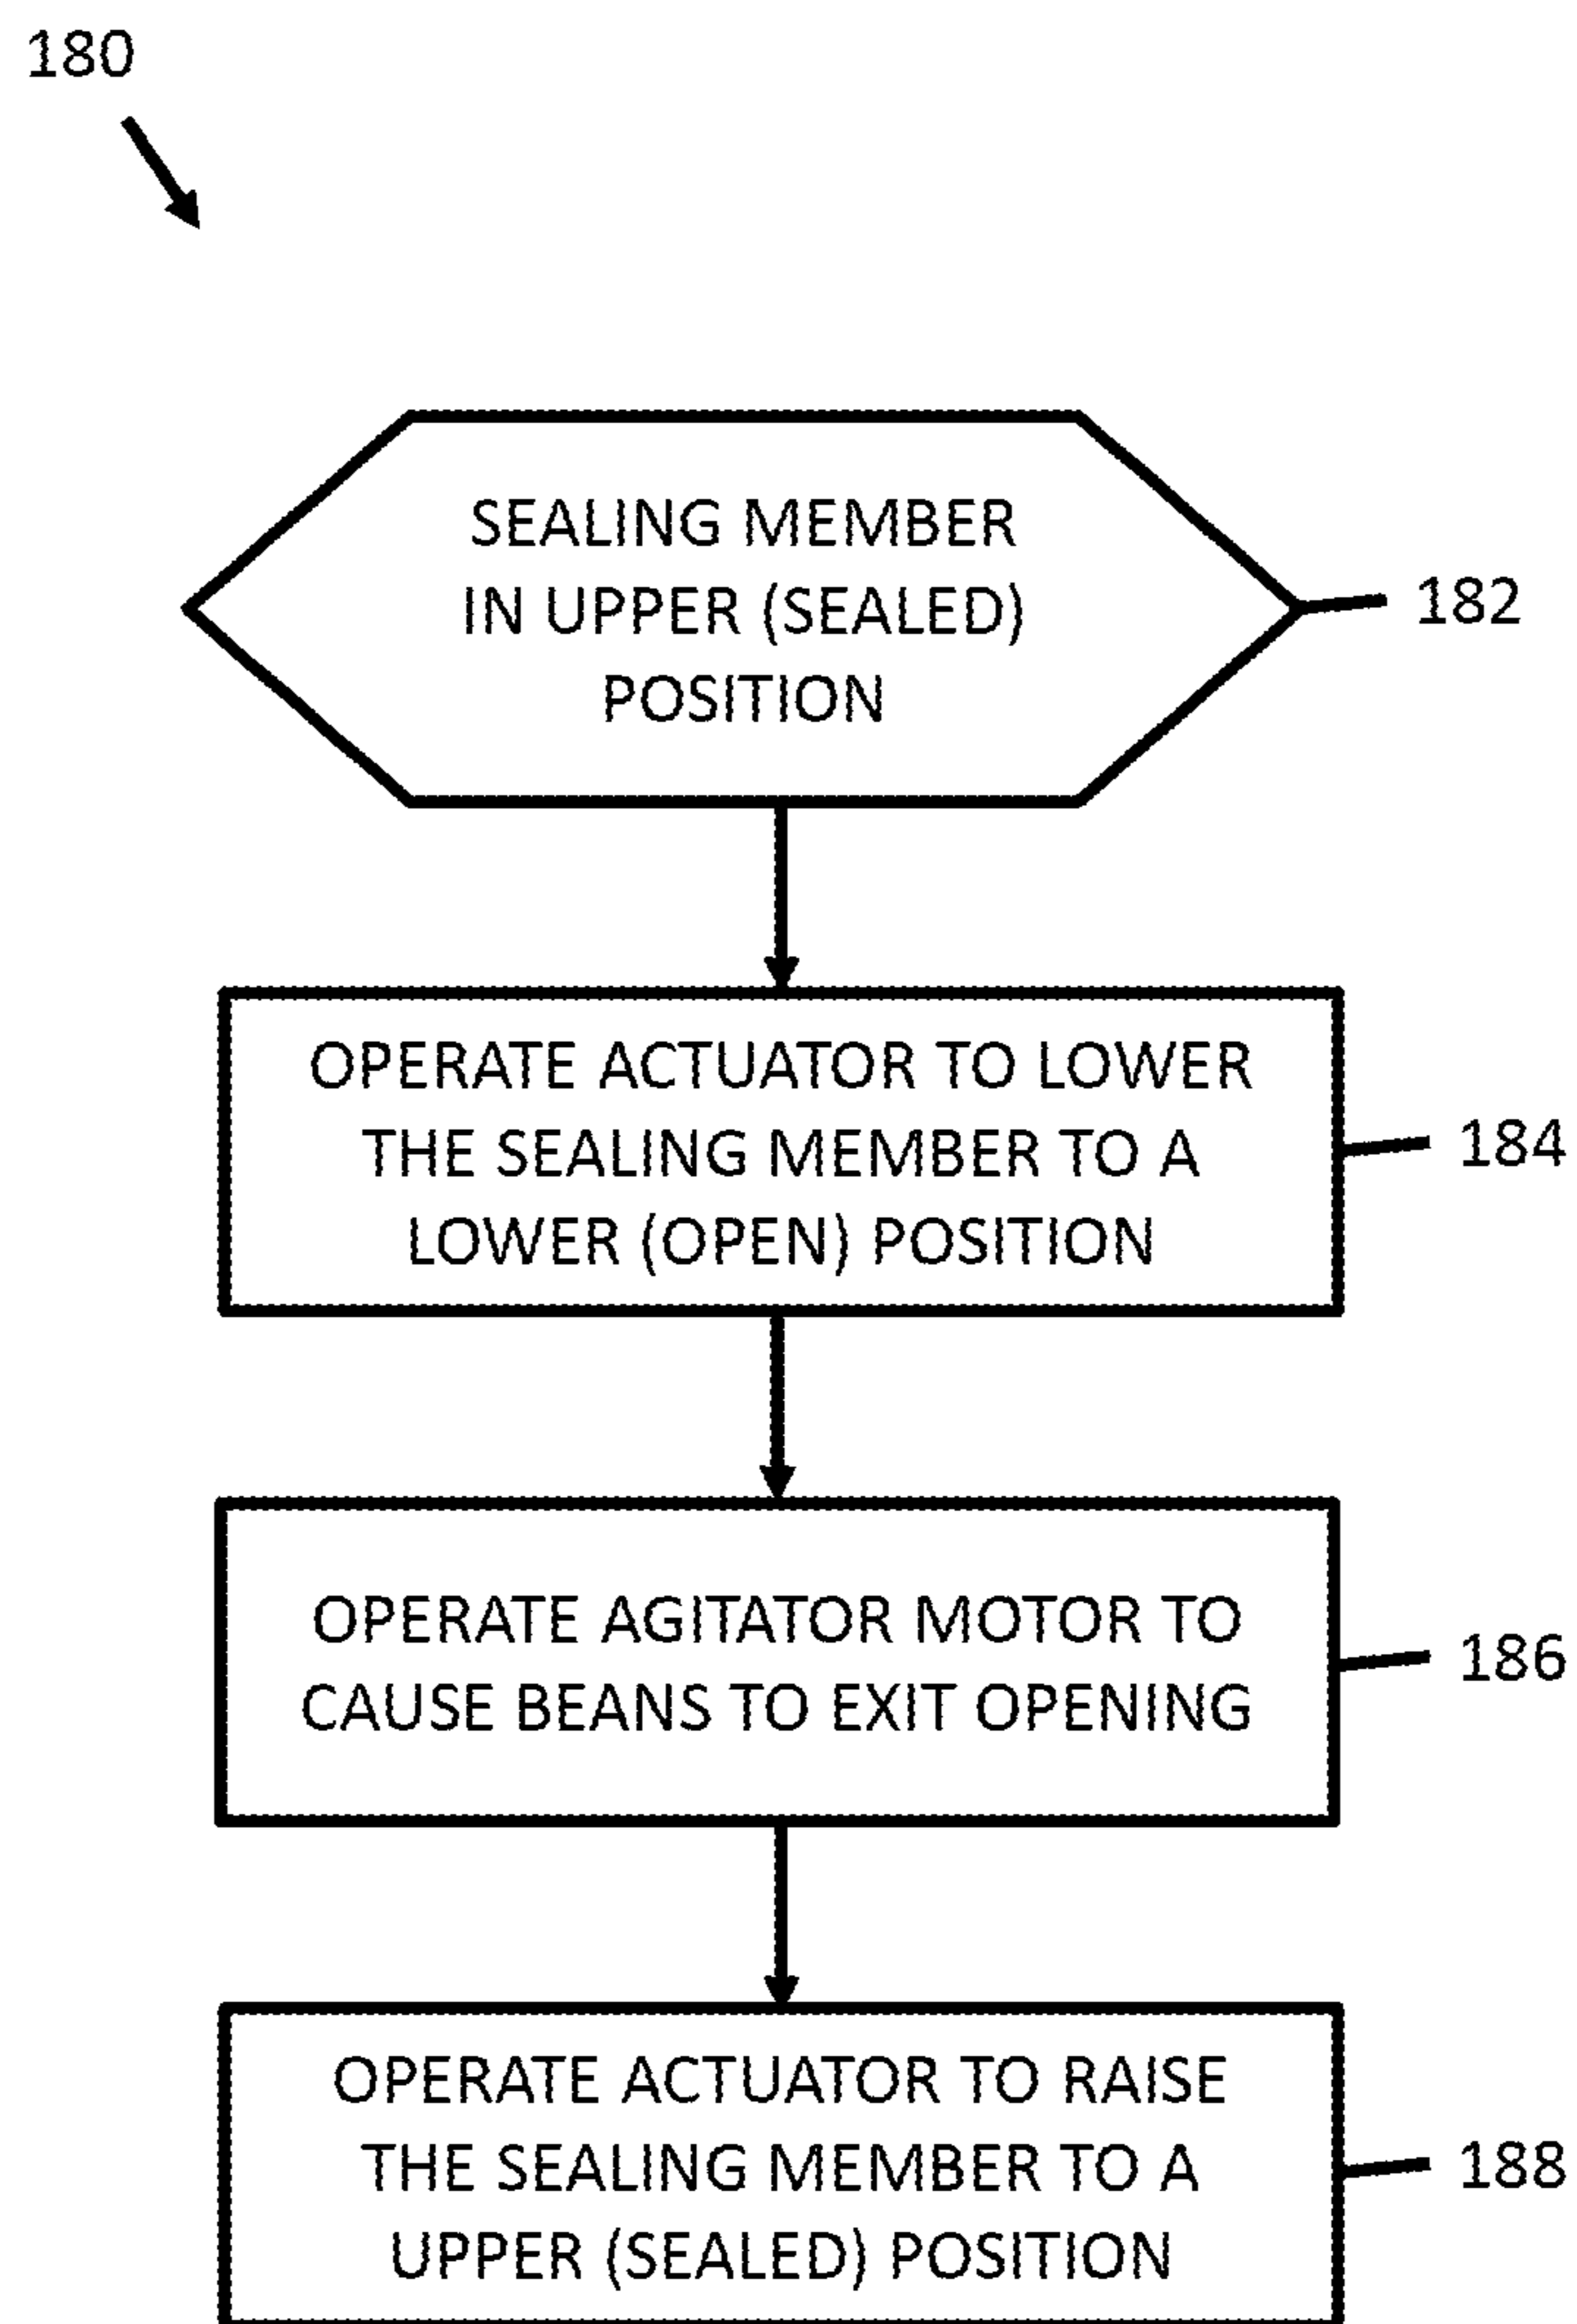 180
SEALING MEMBER
IN UPPER (SEALED)
POSITION
182
OPERATE ACTUATOR TO LOWER
THE SEALING MEMBER TO A
LOWER (OPEN) POSITION
184
OPERATE AGITATOR MOTOR TO
CAUSE BEANS TO EXIT OPENING
186
OPERATE ACTUATOR TO RAISE
THE SEALING MEMBER TO A
UPPER (SEALED) POSITION
188